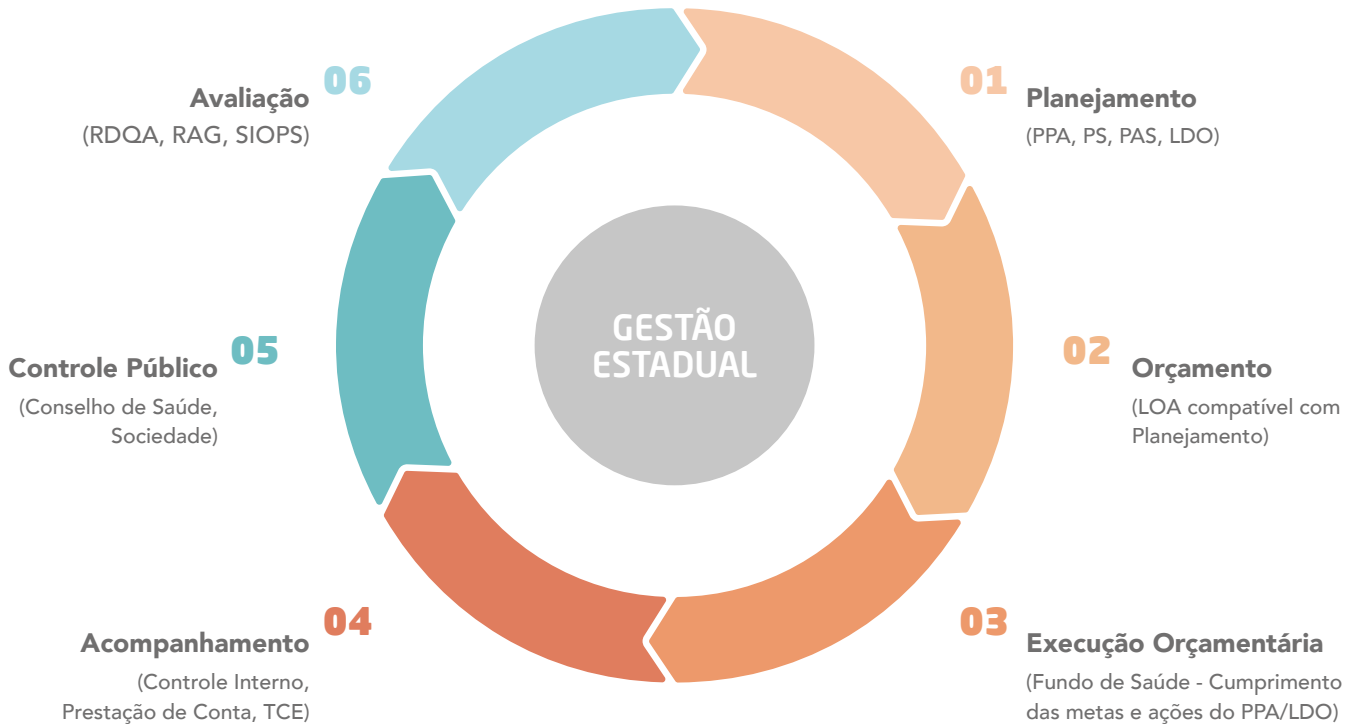 GESTÃO
ESTADUAL
01
Planejamento
(PPA, PS, PAS, LDO)
02
Orçamento
(LOA compatível com
Planejamento)
03
Execução Orçamentária
(Fundo de Saúde - Cumprimento
das metas e ações do PPA/LDO)
04
Acompanhamento
(Controle Interno,
Prestação de Conta, TCE)
05
Controle Público
(Conselho de Saúde,
Sociedade)
06
Avaliação
(RDQA, RAG, SIOPS)